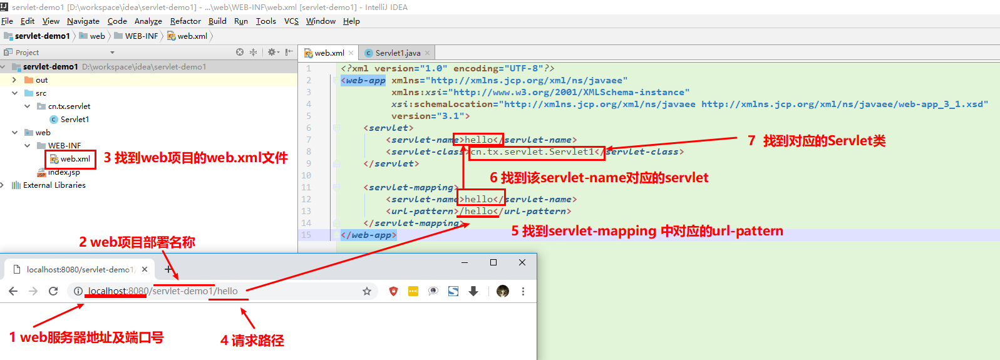 servlet-demo1 [D:\workspace\idea\servlet-demo1] - ...\web\WEB-INF\web.xml [servlet-demo1] - IntelliJ IDEA
File Edit View Navigate Code Analyze Refactor Build Run Tools VCS Window Help
servlet-demo1 web WEB-INF web.xml
Project
web.xml Servlet1.java
servlet-demo1 D:\workspace\idea\servlet-demo1
out
src
cn.tx.servlet
Servlet1
web
WEB-INF
web.xml
index.jsp
External Libraries
3 找到web项目的web.xml文件
1 <?xml version="1.0" encoding="UTF-8"?>
2 <web-app xmlns="http://xmlns.jcp.org/xml/ns/javaee"
3 xmlns:xsi="http://www.w3.org/2001/XMLSchema-instance"
4 xsi:schemaLocation="http://xmlns.jcp.org/xml/ns/javaee http://xmlns.jcp.org/xml/ns/javaee/web-app_3_1.xsd"
5 version="3.1">
6 <servlet>
7 <servlet-name>hello</servlet-name>
8 <servlet-class>cn.tx.servlet.Servlet1</servlet-class>
9 </servlet>
10
11 <servlet-mapping>
12 <servlet-name>hello</servlet-name>
13 <url-pattern>/hello</url-pattern>
14 </servlet-mapping>
15 </web-app>
7 找到对应的Servlet类
6 找到该servlet-name对应的servlet
5 找到servlet-mapping 中对应的url-pattern
2 web项目部署名称
localhost:8080/servlet-demo1/
localhost:8080/servlet-demo1/hello
1 web服务器地址及端口号
4 请求路径